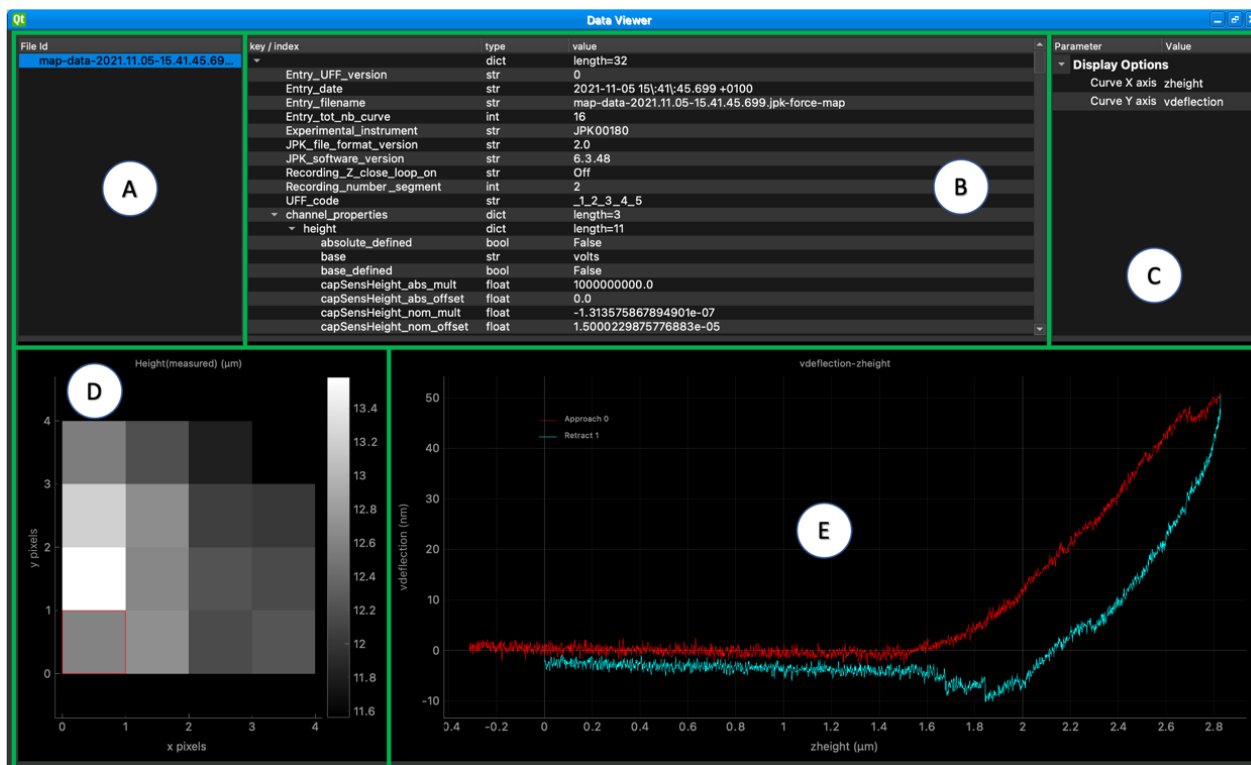 Qt Data Viewer
File Id
map-data-2021.11.05-15.41.45.69...
A
key / index type value
dict length=32
Entry_UFF_version str 0
Entry_date str 2021-11-05 15\:41\:45.699 +0100
Entry_filename str map-data-2021.11.05-15.41.45.699.jpk-force-map
Entry_tot_nb_curve int 16
Experimental_instrument str JPK00180
JPK_file_format_version str 2.0
JPK_software_version str 6.3.48
Recording_Z_close_loop_on str Off
Recording_number_segment int 2
UFF_code str _1_2_3_4_5
channel_properties dict length=3
height dict length=11
absolute_defined bool False
base str volts
base_defined bool False
capSensHeight_abs_mult float 1000000000.0
capSensHeight_abs_offset float 0.0
capSensHeight_nom_mult float -1.313575867894901e-07
capSensHeight_nom_offset float 1.5000229875776883e-05
B
Parameter Value
Display Options
Curve X axis zheight
Curve Y axis vdeflection
C
Height(measured) (µm)
D
y pixels
4
3
2
1
0
0 1 2 3 4
x pixels
13.4
13.2
13
12.8
12.6
12.4
12.2
12
11.8
11.6
vdeflection-zheight
Approach 0
Retract 1
E
vdeflection (nm)
50
40
30
20
10
0
-10
0.4 -0.2 0 0.2 0.4 0.6 0.8 1 1.2 1.4 1.6 1.8 2 2.2 2.4 2.6 2.8
zheight (µm)